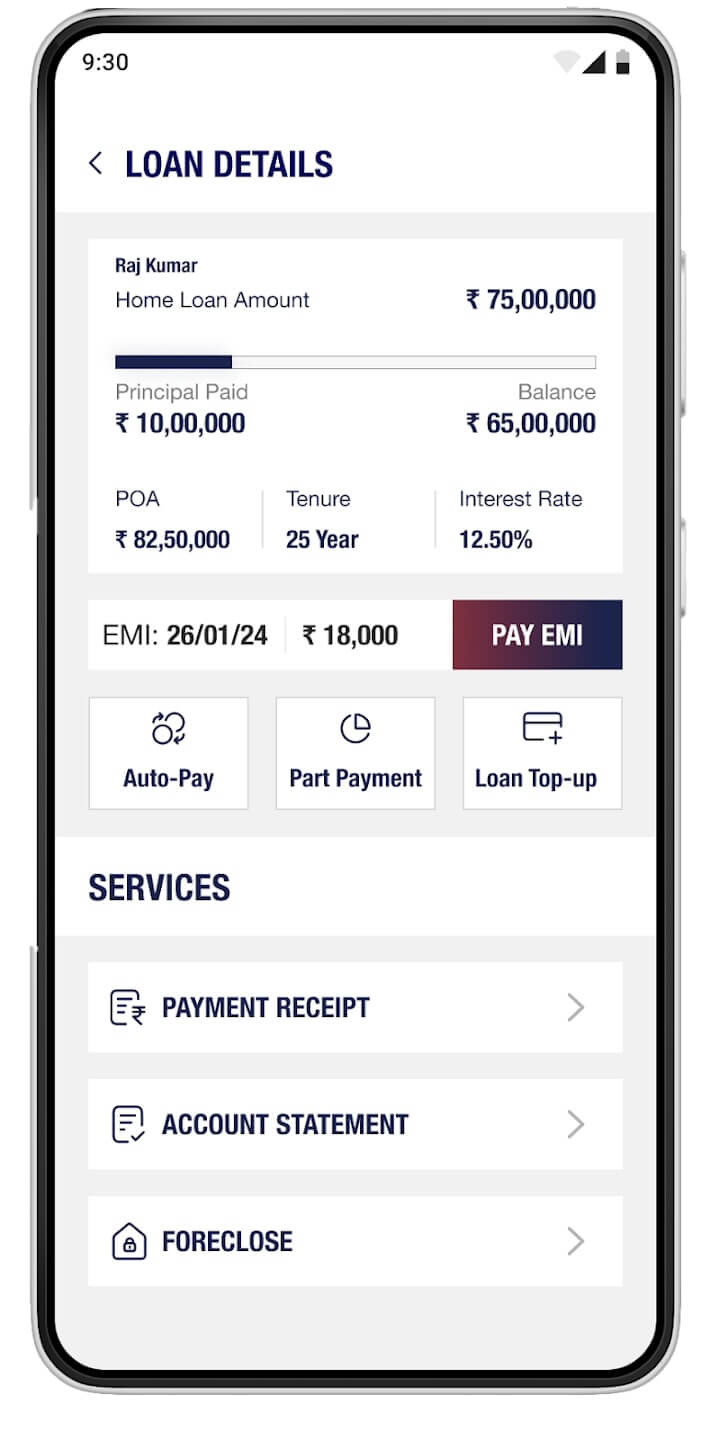 9:30
LOAN DETAILS
Raj Kumar
Home Loan Amount ₹ 75,00,000
Principal Paid Balance
₹ 10,00,000 ₹ 65,00,000
POA Tenure Interest Rate
₹ 82,50,000 25 Year 12.50%
EMI: 26/01/24 ₹ 18,000 PAY EMI
Auto-Pay Part Payment Loan Top-up
SERVICES
PAYMENT RECEIPT
ACCOUNT STATEMENT
FORECLOSE